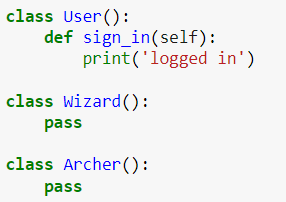 class User():
    def sign_in(self):
        print('logged in')

class Wizard():
    pass

class Archer():
    pass